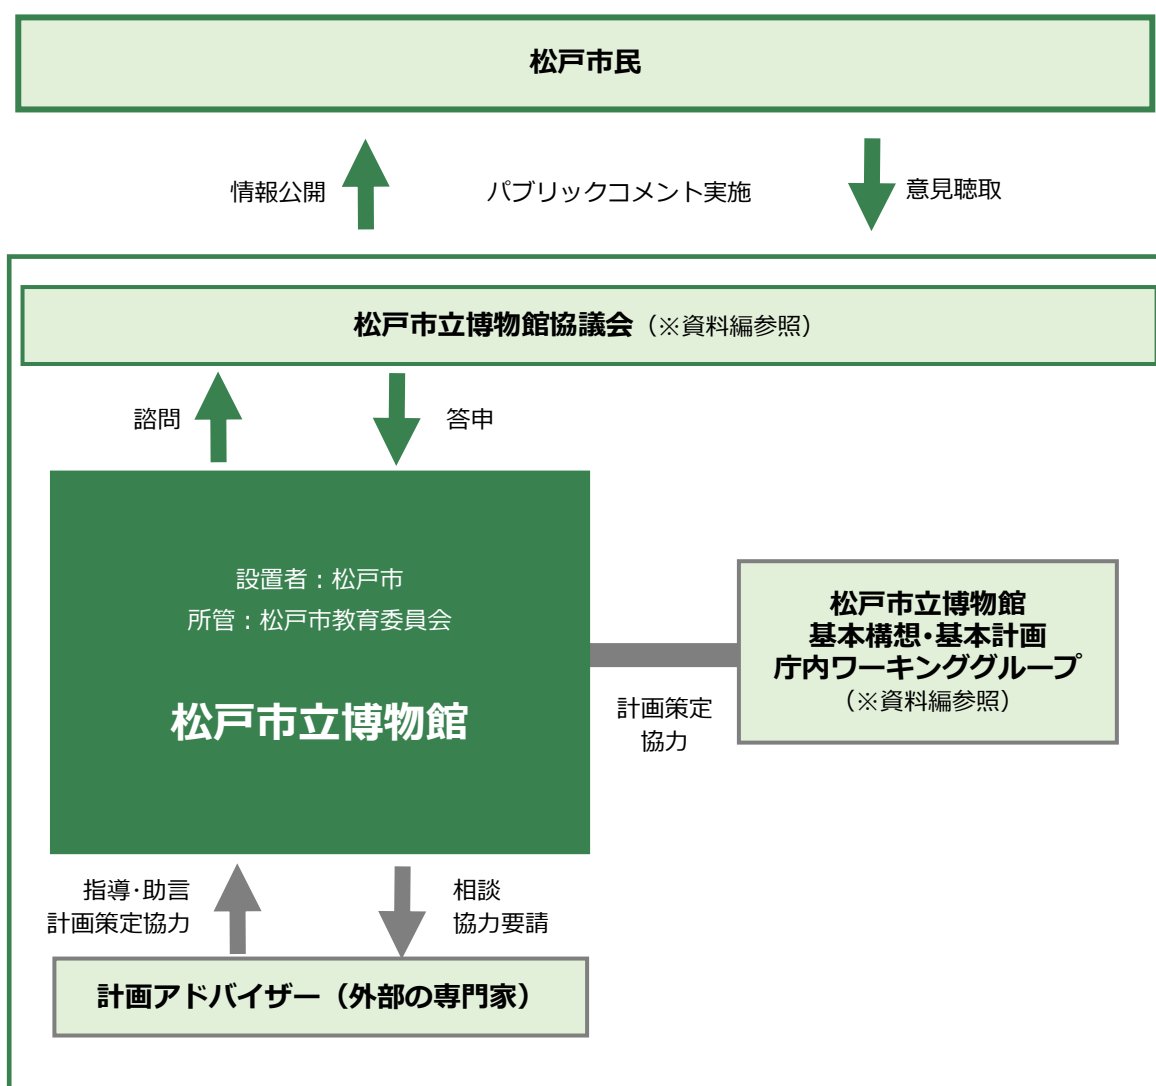 松戸市民
情報公開
パブリックコメント実施
意見聴取
松戸市立博物館協議会（※資料編参照）
諮問
答申
設置者：松戸市
所管：松戸市教育委員会
松戸市立博物館
計画策定
協力
松戸市立博物館
基本構想・基本計画
庁内ワーキンググループ
（※資料編参照）
指導・助言
計画策定協力
相談
協力要請
計画アドバイザー（外部の専門家）